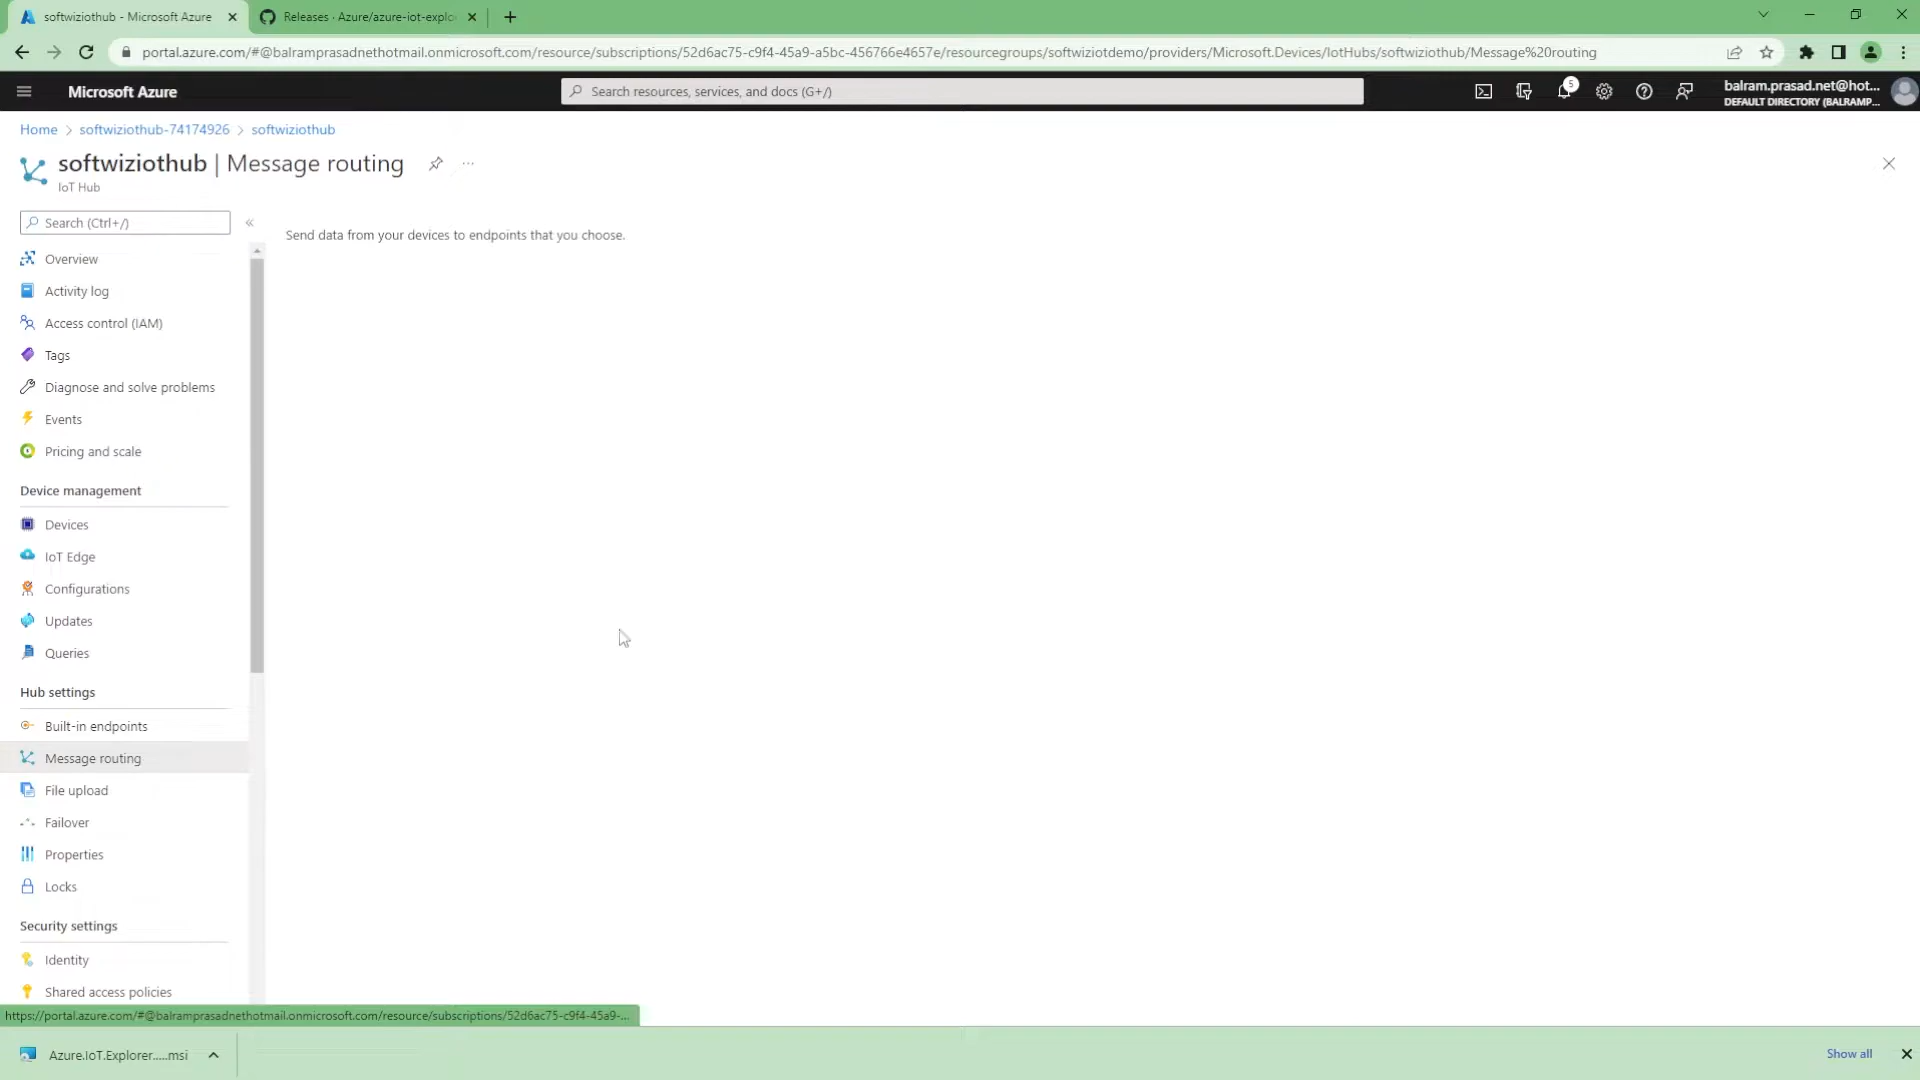 softwiziothub - Microsoft Azure
Releases · Azure/azure-iot-explo
portal.azure.com/#@balramprasadnethotmail.onmicrosoft.com/resource/subscriptions/52d6ac75-c9f4-45a9-a5bc-456766e4657e/resourcegroups/softwiziotdemo/providers/Microsoft.Devices/IotHubs/softwiziothub/Message%20routing
Microsoft Azure
Search resources, services, and docs (G+/)
5
balram.prasad.net@hot...
DEFAULT DIRECTORY (BALRAMP...
Home > softwiziothub-74174926 > softwiziothub
softwiziothub | Message routing
IoT Hub
Search (Ctrl+/)
Send data from your devices to endpoints that you choose.
Overview
Activity log
Access control (IAM)
Tags
Diagnose and solve problems
Events
Pricing and scale
Device management
Devices
IoT Edge
Configurations
Updates
Queries
Hub settings
Built-in endpoints
Message routing
File upload
Failover
Properties
Locks
Security settings
Identity
Shared access policies
https://portal.azure.com/#@balramprasadnethotmail.onmicrosoft.com/resource/subscriptions/52d6ac75-c9f4-45a9-...
Azure.IoT.Explorer.....msi
Show all